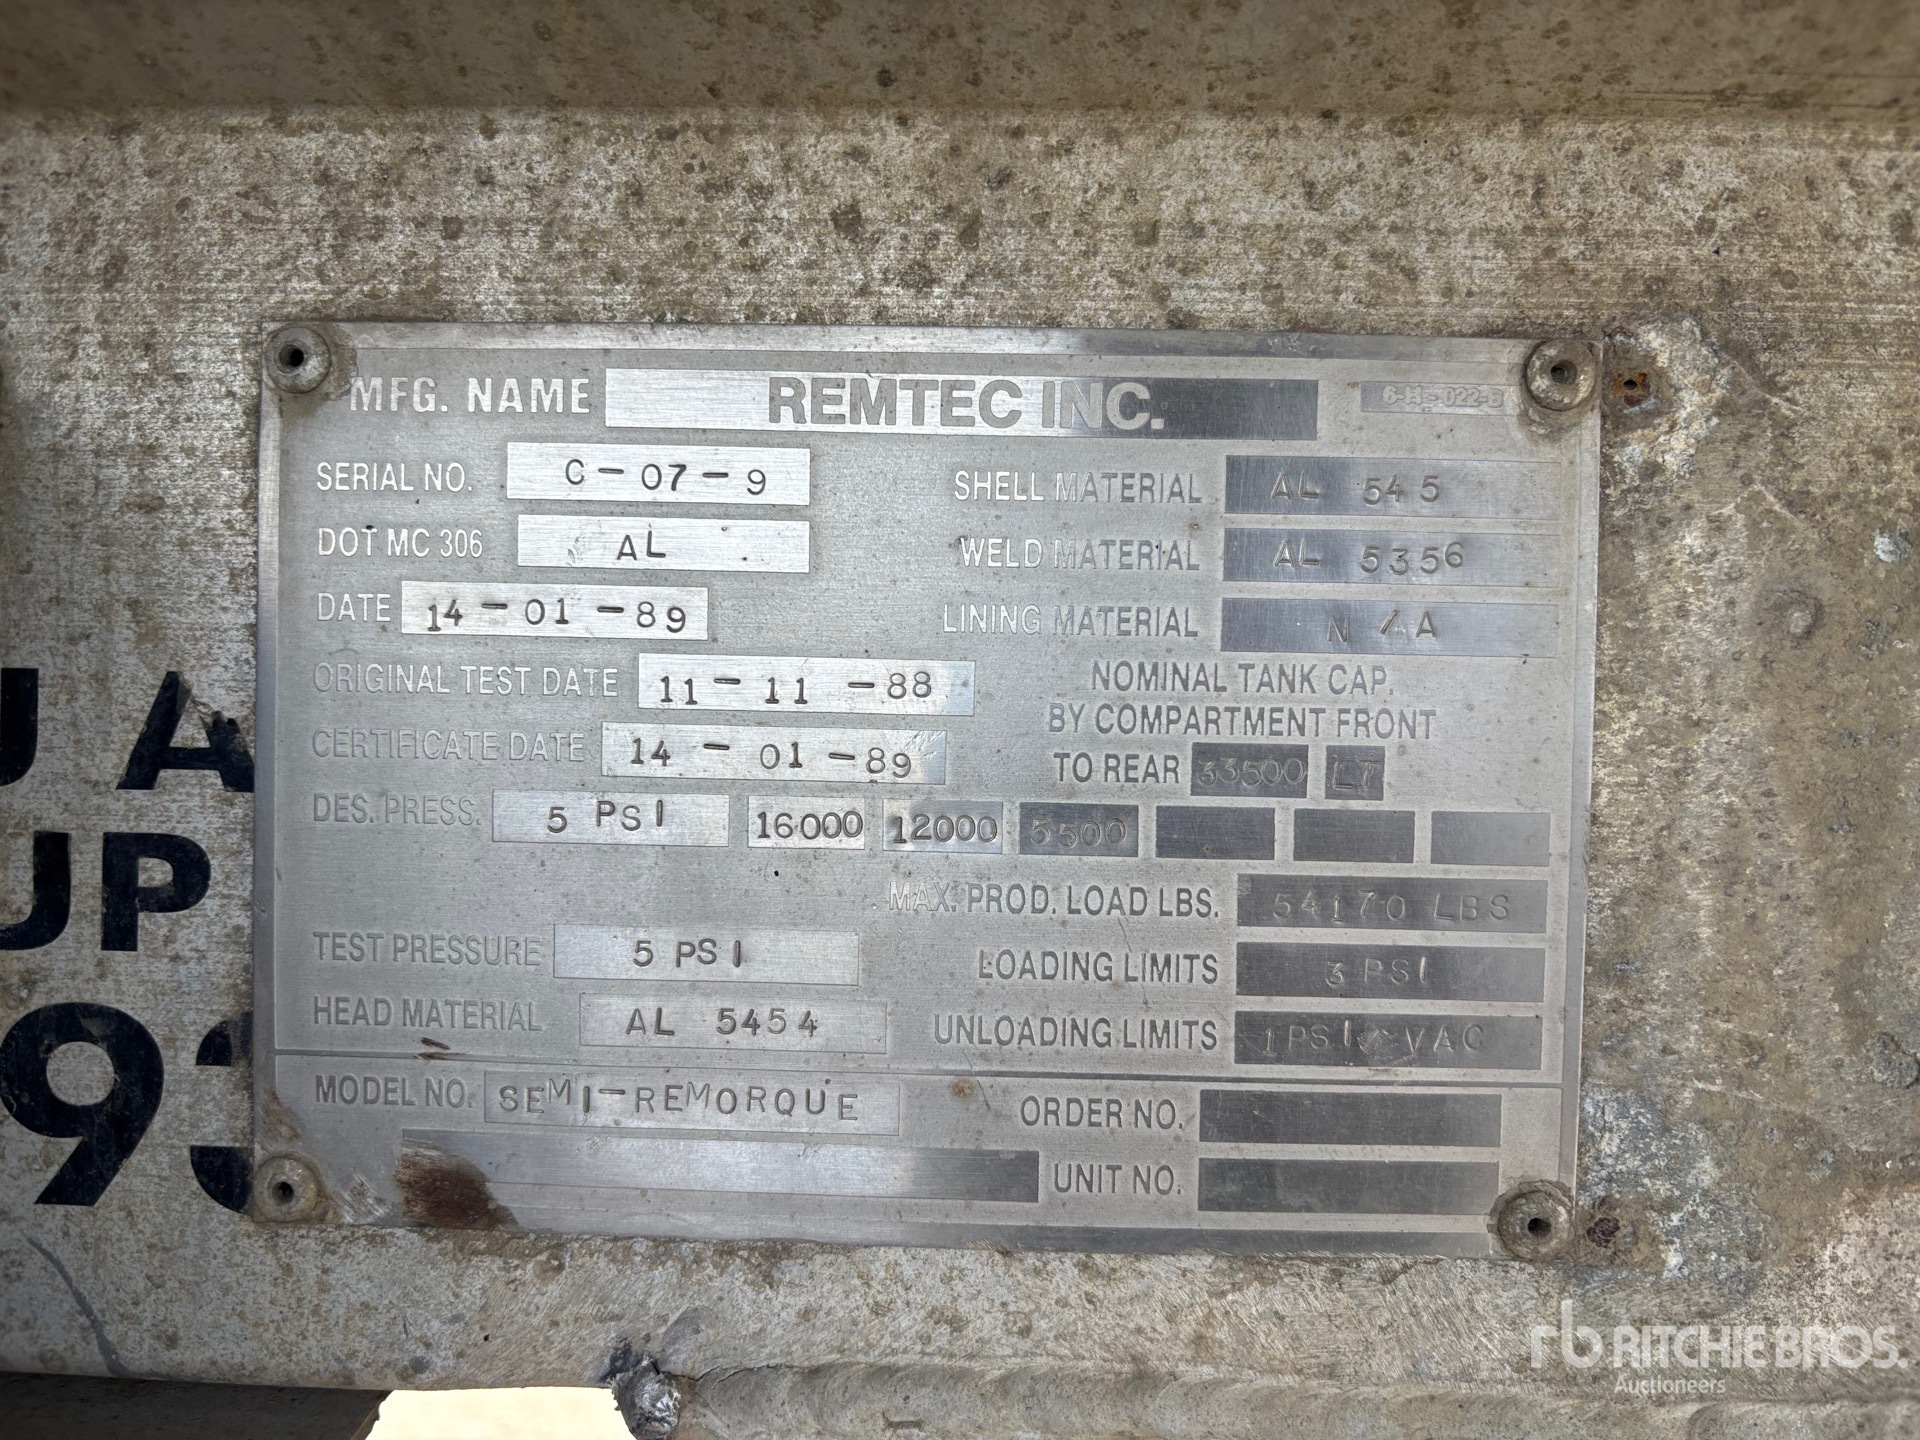 MFG. NAME REMTEC INC. 6-H-022-B
SERIAL NO. C-07-9
SHELL MATERIAL AL 545
DOT MC 306 AL
WELD MATERIAL AL 5356
DATE 14-01-89
LINING MATERIAL N/A
ORIGINAL TEST DATE 11-11-88
NOMINAL TANK CAP.
BY COMPARTMENT FRONT
CERTIFICATE DATE 14-01-89
TO REAR 33500 LT
DES. PRESS. 5 PSI 16000 12000 5500
MAX. PROD. LOAD LBS. 54170 LBS
TEST PRESSURE 5 PSI
LOADING LIMITS 3 PSI
HEAD MATERIAL AL 5454
UNLOADING LIMITS 1PSI/VAC
MODEL NO. SEMI-REMORQUE
ORDER NO.
UNIT NO.
U A
UP
93
rb RITCHIE BROS.
Auctioneers